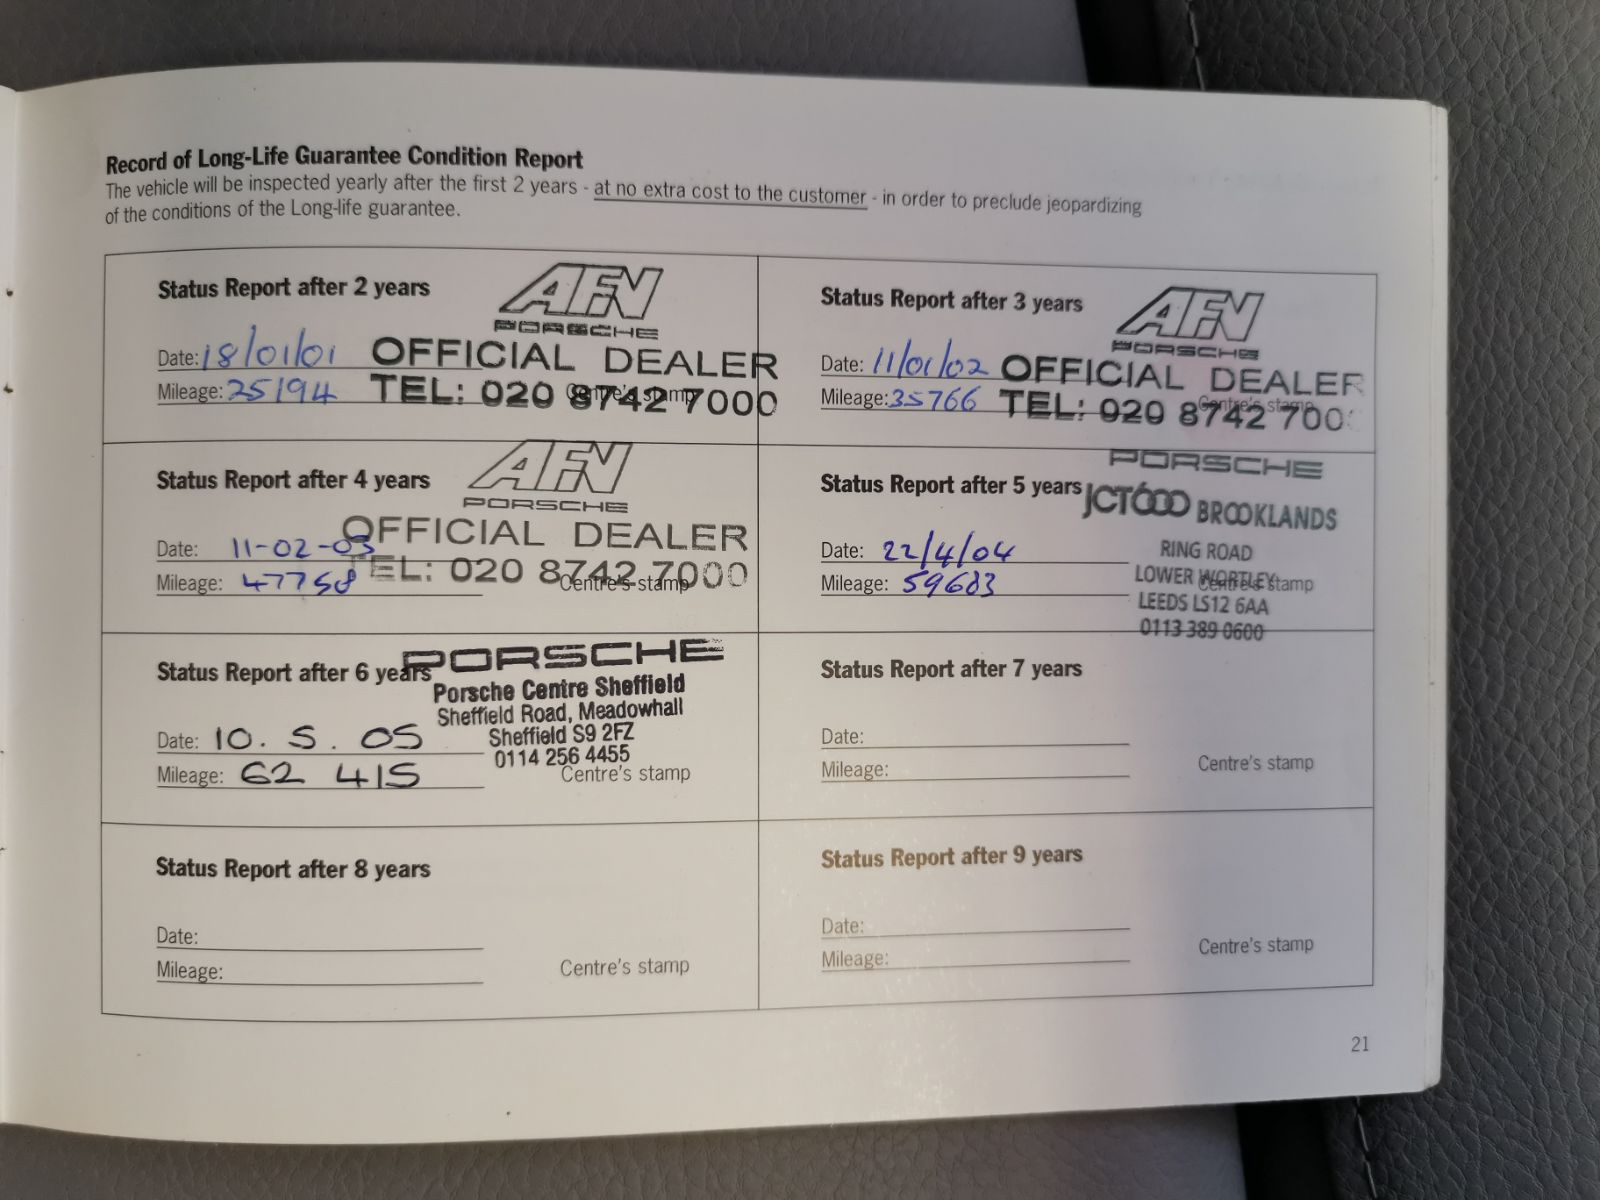 Record of Long-Life Guarantee Condition Report
The vehicle will be inspected yearly after the first 2 years - at no extra cost to the customer - in order to preclude jeopardizing
of the conditions of the Long-life guarantee.
Status Report after 2 years
AFN
PORSCHE
OFFICIAL DEALER
TEL: 020 8742 7000
Date: 18/01/01
Mileage: 25194
Centre's stamp
Status Report after 3 years
AFN
PORSCHE
OFFICIAL DEALER
TEL: 020 8742 700
Date: 11/01/02
Mileage: 35766
Centre's stamp
Status Report after 4 years
AFN
PORSCHE
OFFICIAL DEALER
TEL: 020 8742 7000
Date: 11-02-03
Mileage: 47758
Centre's stamp
Status Report after 5 years
PORSCHE
JCT600 BROOKLANDS
RING ROAD
LOWER WORTLEY
LEEDS LS12 6AA
0113 389 0600
Date: 22/4/04
Mileage: 59683
Centre's stamp
Status Report after 6 years
PORSCHE
Porsche Centre Sheffield
Sheffield Road, Meadowhall
Sheffield S9 2FZ
0114 256 4455
Date: 10. 5. 05
Mileage: 62 415
Centre's stamp
Status Report after 7 years
Date:
Mileage:
Centre's stamp
Status Report after 8 years
Date:
Mileage:
Centre's stamp
Status Report after 9 years
Date:
Mileage:
Centre's stamp
21